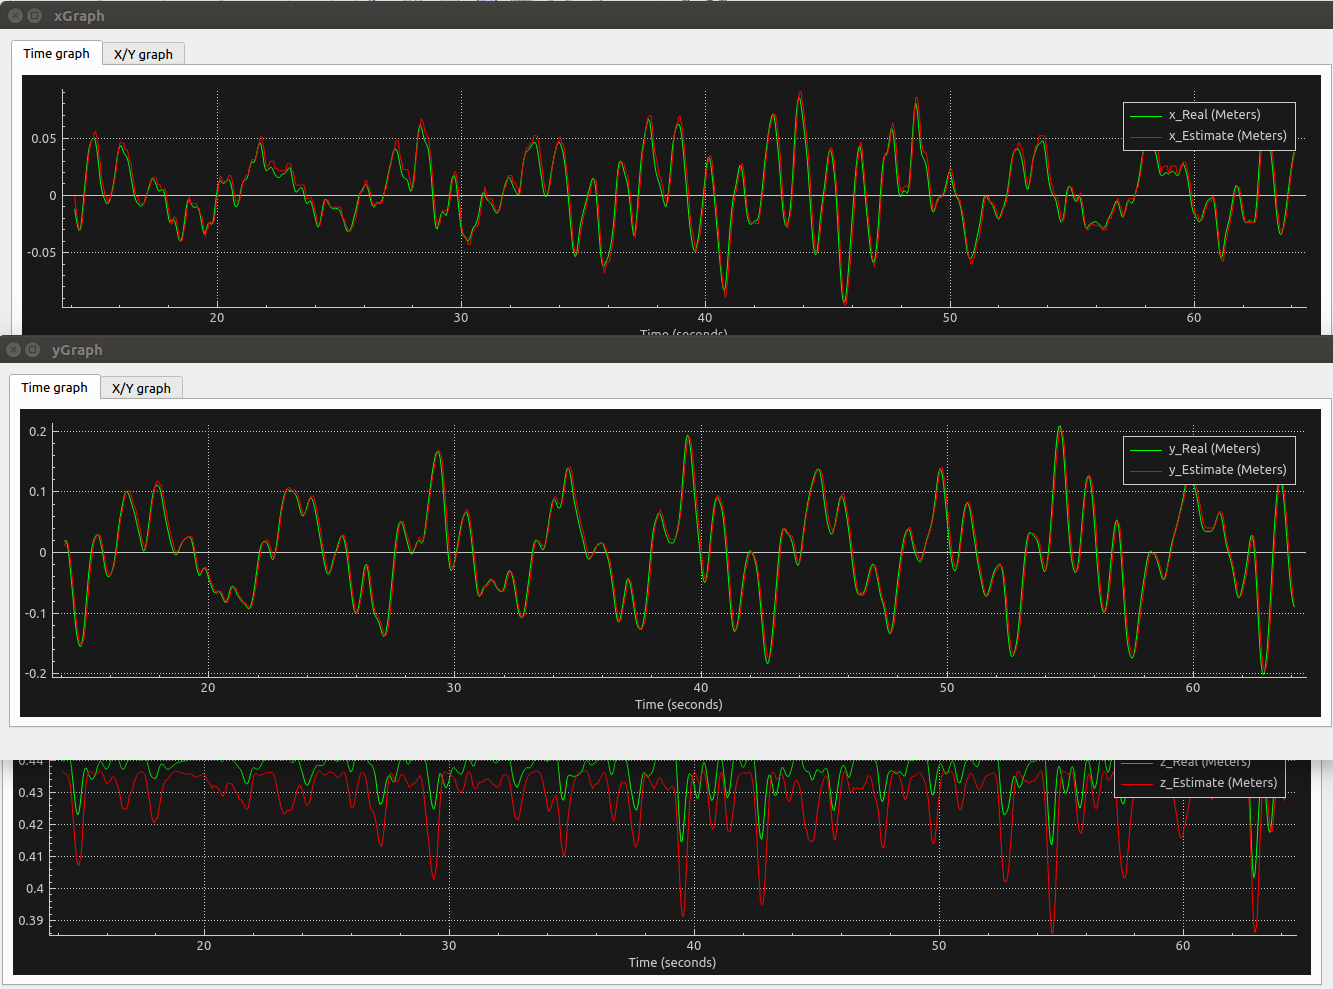 xGraph
Time graph X/Y graph
x_Real (Meters)
x_Estimate (Meters)
0.05
0
-0.05
20 30 40 50 60
Time (seconds)
yGraph
Time graph X/Y graph
y_Real (Meters)
y_Estimate (Meters)
0.2
0.1
0
-0.1
-0.2
20 30 40 50 60
Time (seconds)
z_Real (Meters)
z_Estimate (Meters)
0.44
0.43
0.42
0.41
0.4
0.39
20 30 40 50 60
Time (seconds)